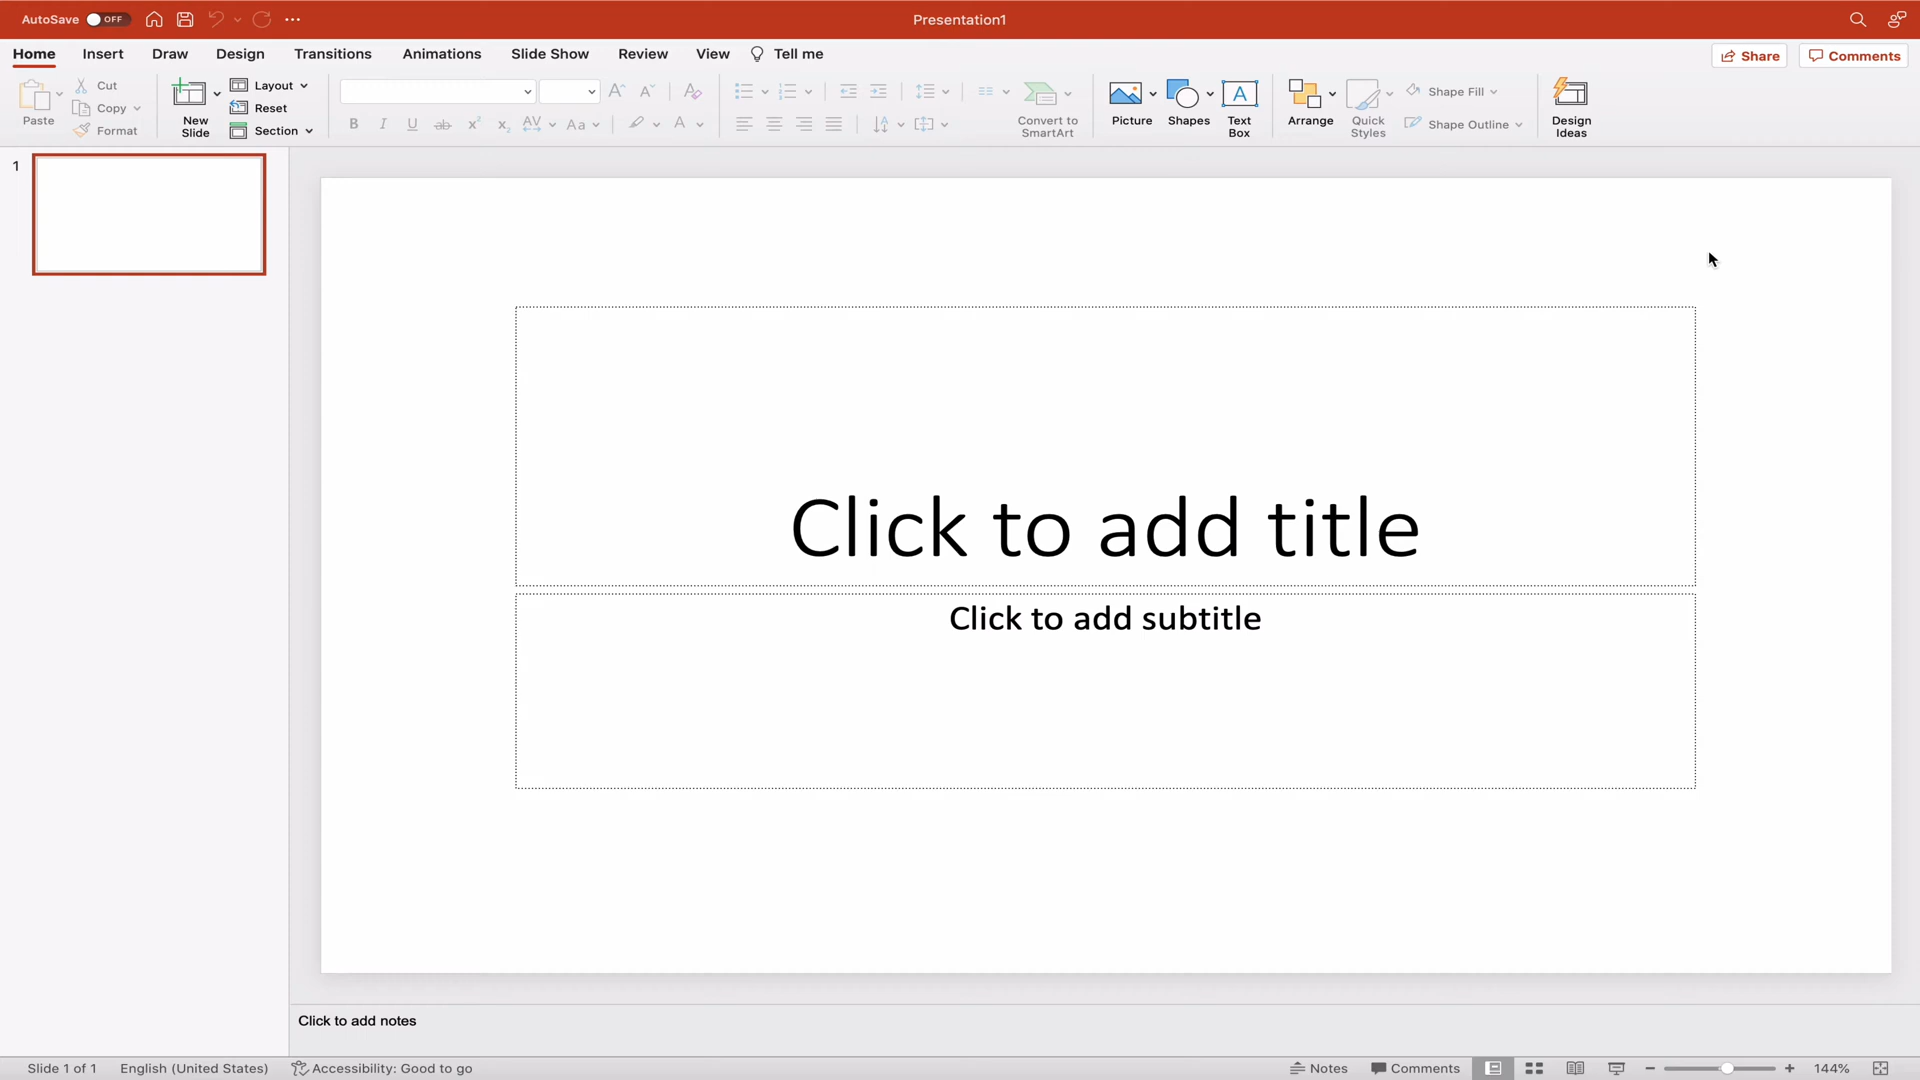 AutoSave OFF
Presentation1
Home Insert Draw Design Transitions Animations Slide Show Review View Tell me
Share Comments
Paste
Cut
Copy
Format
New Slide
Layout
Reset
Section
Convert to SmartArt
Picture
Shapes
Text Box
Arrange
Quick Styles
Shape Fill
Shape Outline
Design Ideas
1
Click to add title
Click to add subtitle
Click to add notes
Slide 1 of 1 English (United States) Accessibility: Good to go Notes Comments 144%